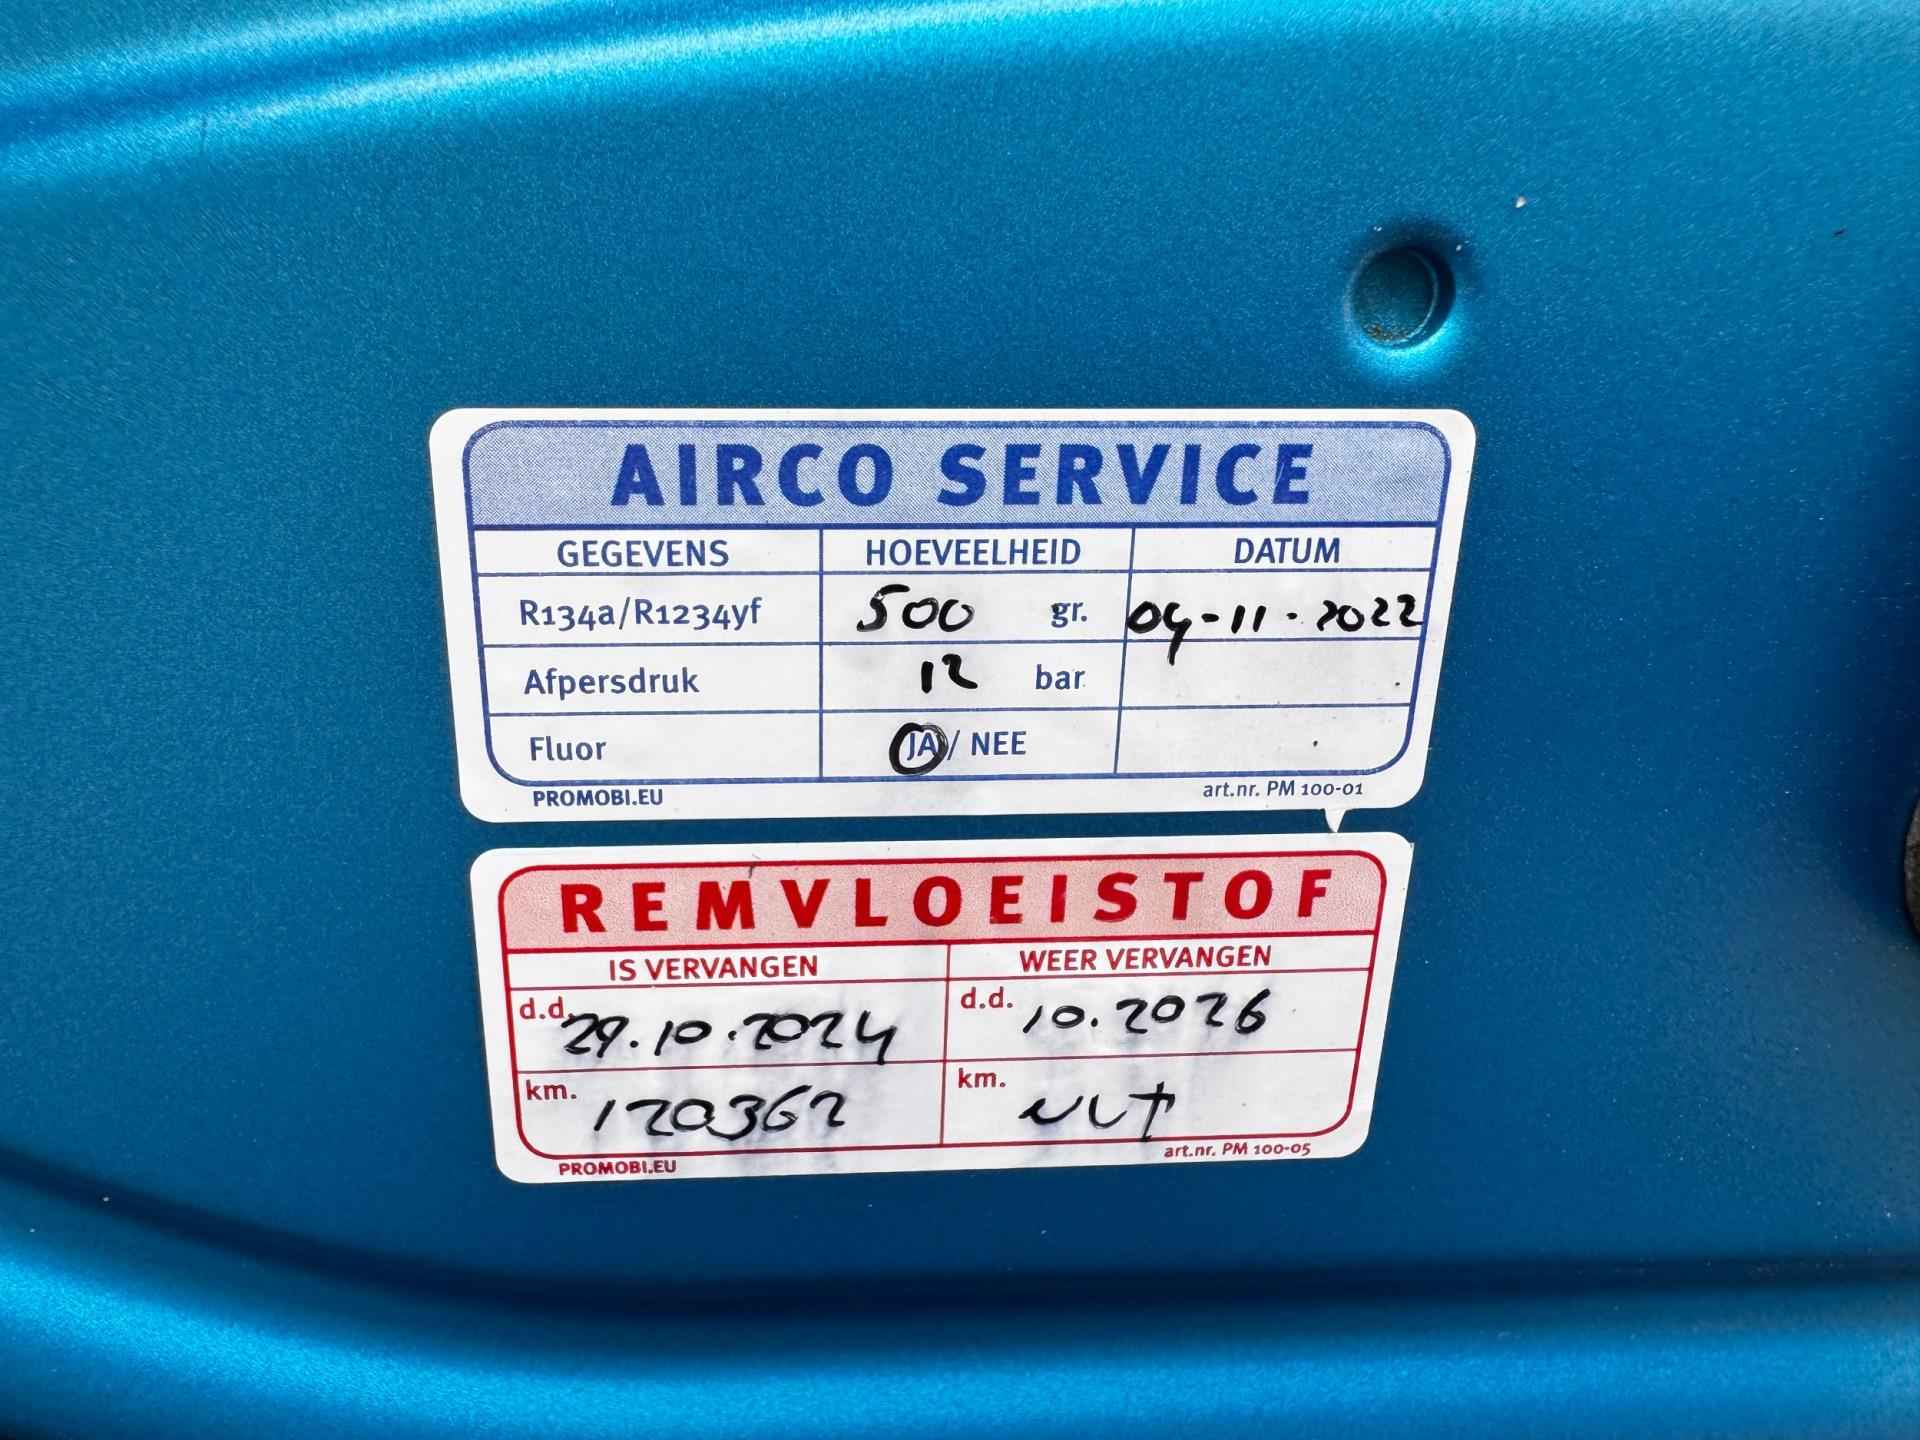 AIRCO SERVICE
GEGEVENS HOEVEELHEID DATUM
R134a/R1234yf 500 gr. 04-11-2022
Afpersdruk 12 bar
Fluor JA / NEE
PROMOBI.EU art.nr. PM 100-01
REMVLOEISTOF
IS VERVANGEN WEER VERVANGEN
d.d. 29.10.2024 d.d. 10.2026
km. 120362 km.
PROMOBI.EU art.nr. PM 100-05